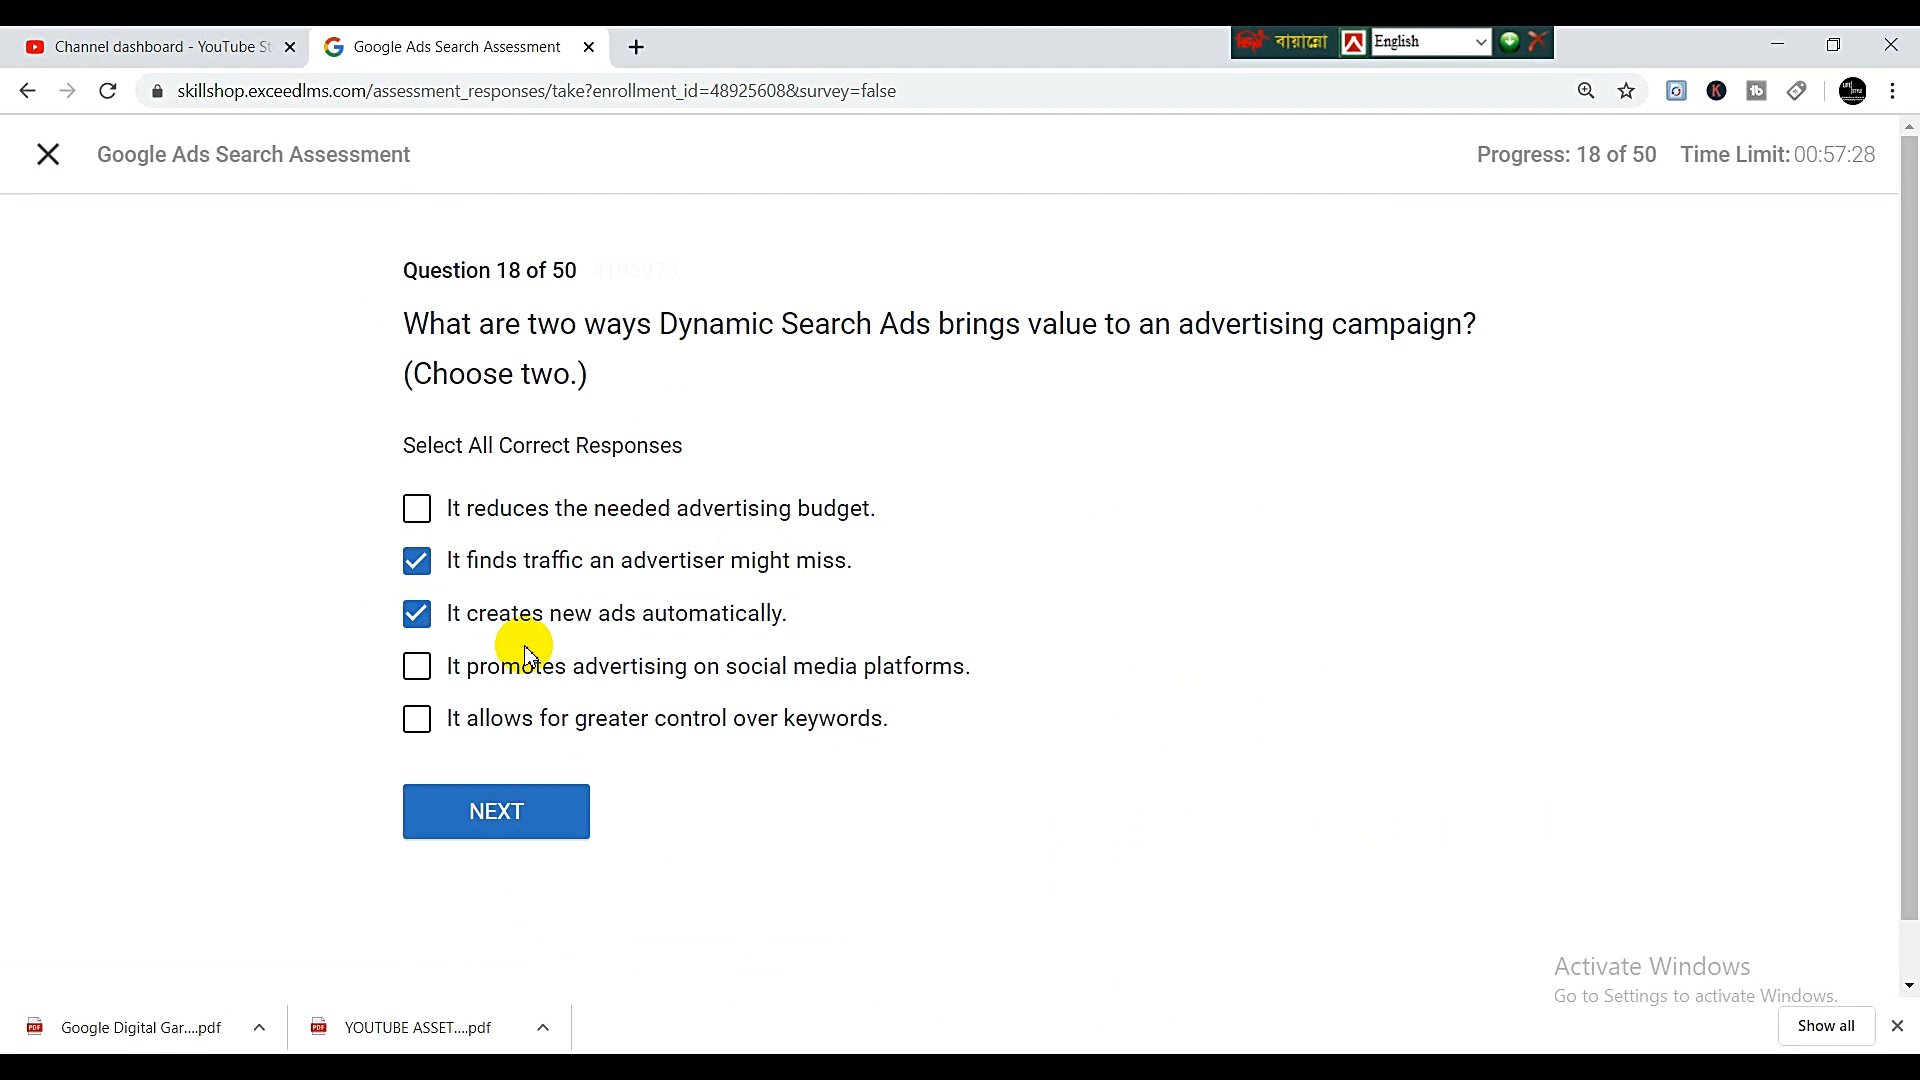 Channel dashboard - YouTube St
Google Ads Search Assessment
বায়ান্নো
English
skillshop.exceedlms.com/assessment_responses/take?enrollment_id=48925608&survey=false
Google Ads Search Assessment
Progress: 18 of 50 Time Limit: 00:57:28
Question 18 of 50 4196973
What are two ways Dynamic Search Ads brings value to an advertising campaign?
(Choose two.)
Select All Correct Responses
It reduces the needed advertising budget.
It finds traffic an advertiser might miss.
It creates new ads automatically.
It promotes advertising on social media platforms.
It allows for greater control over keywords.
NEXT
Activate Windows
Go to Settings to activate Windows.
Google Digital Gar....pdf
YOUTUBE ASSET....pdf
Show all